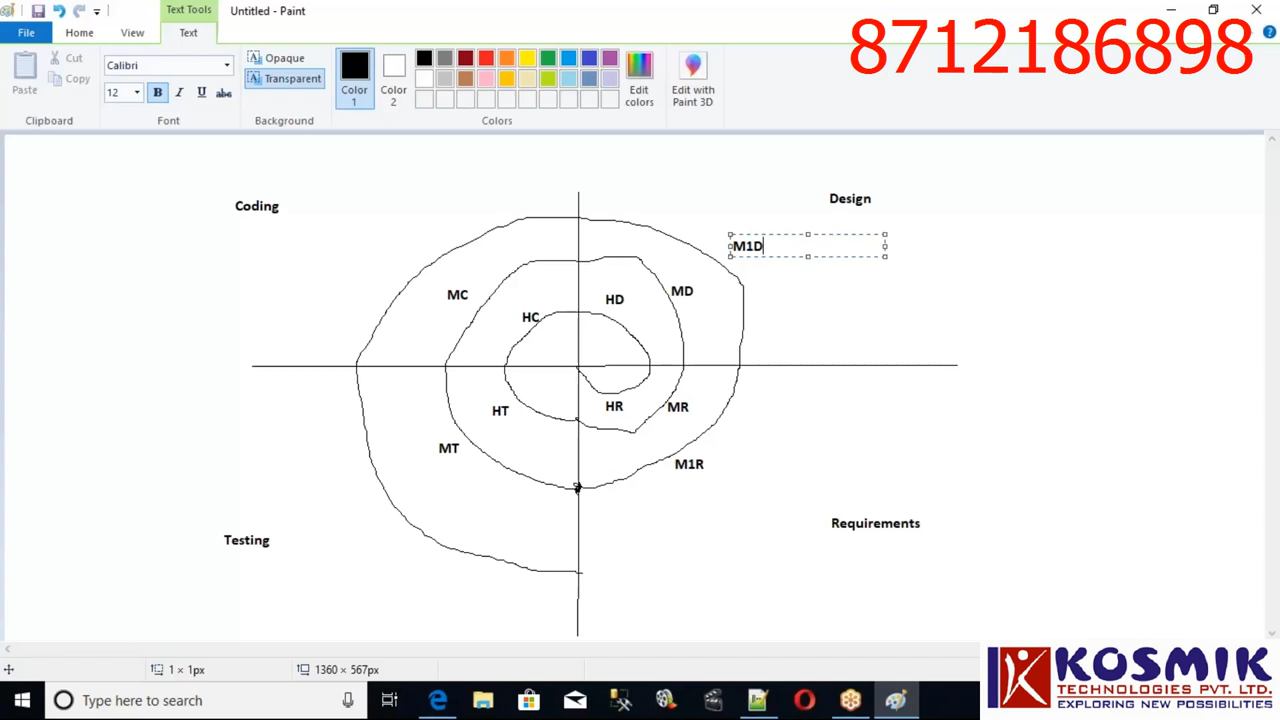 Text Tools
Untitled - Paint
8712186898
File
Home
View
Text
Paste
Cut
Copy
Calibri
12
B
I
U
abc
Opaque
Transparent
Color
1
Color
2
Edit
colors
Edit with
Paint 3D
Clipboard
Font
Background
Colors
Coding
Design
M1D
MC
HD
MD
HC
HT
HR
MR
MT
M1R
Testing
Requirements
1 × 1px
1360 × 567px
KOSMIK
TECHNOLOGIES PVT. LTD.
EXPLORING NEW POSSIBILITIES
Type here to search